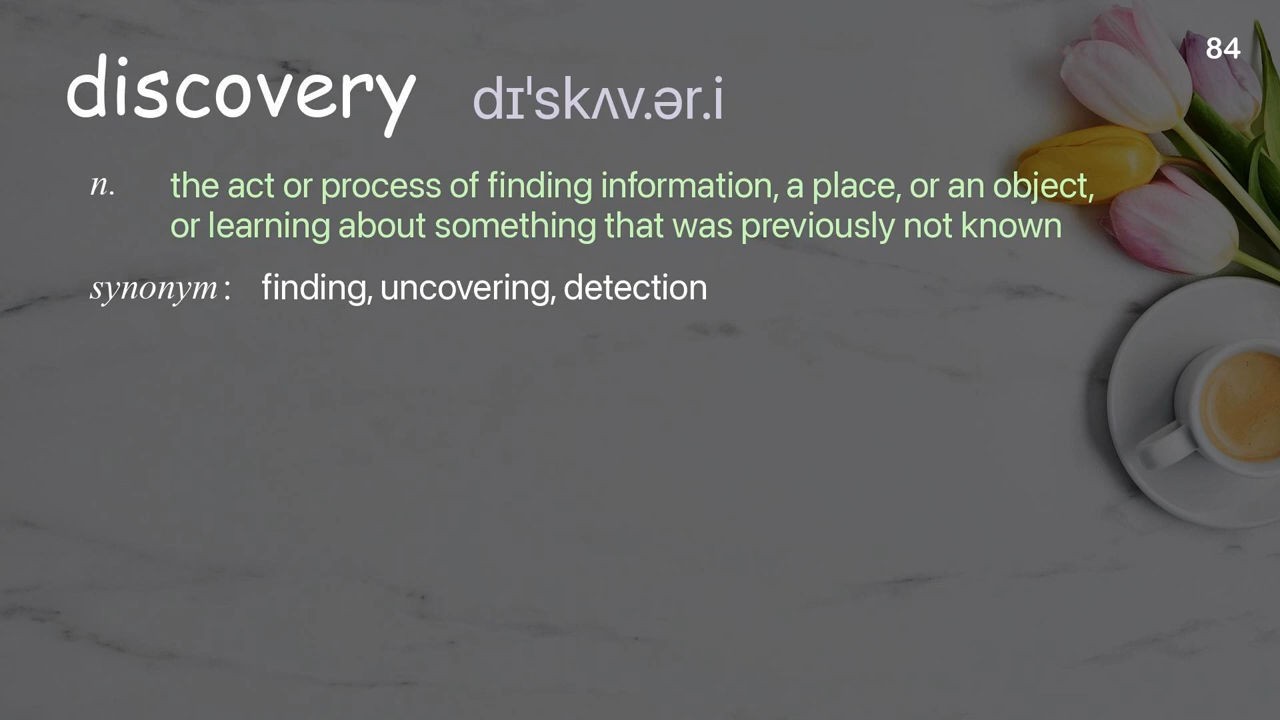 84
discovery dɪˈskʌv.ər.i
n. the act or process of finding information, a place, or an object,
or learning about something that was previously not known
synonym: finding, uncovering, detection